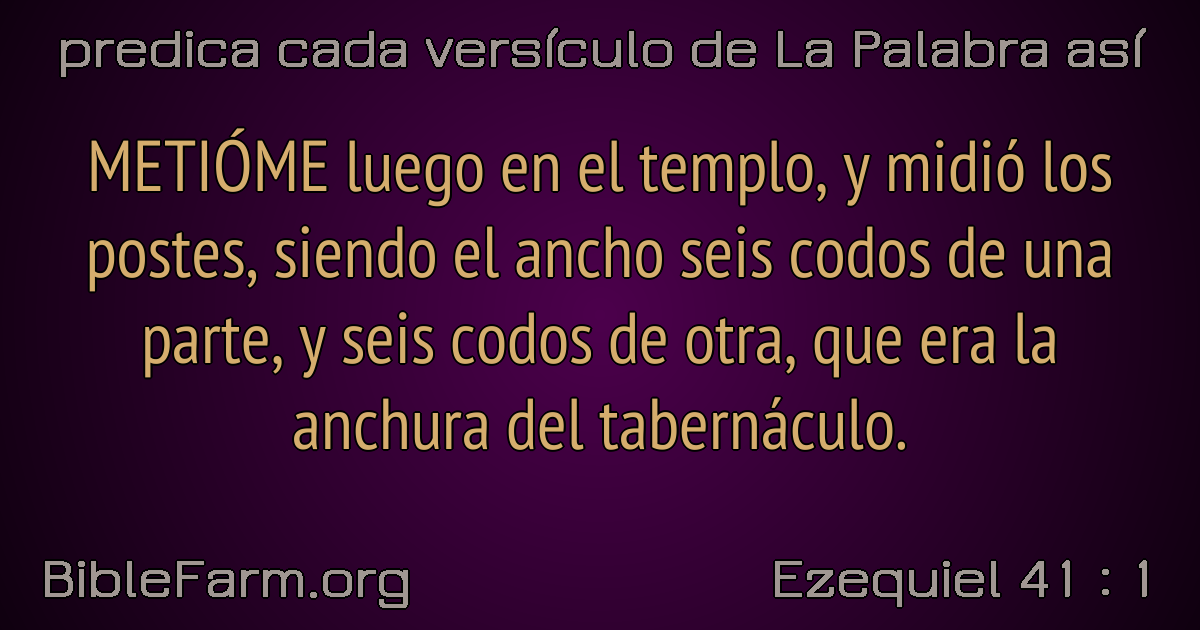 predica cada versículo de La Palabra así
METIÓME luego en el templo, y midió los
postes, siendo el ancho seis codos de una
parte, y seis codos de otra, que era la
anchura del tabernáculo.
BibleFarm.org
Ezequiel 41 : 1